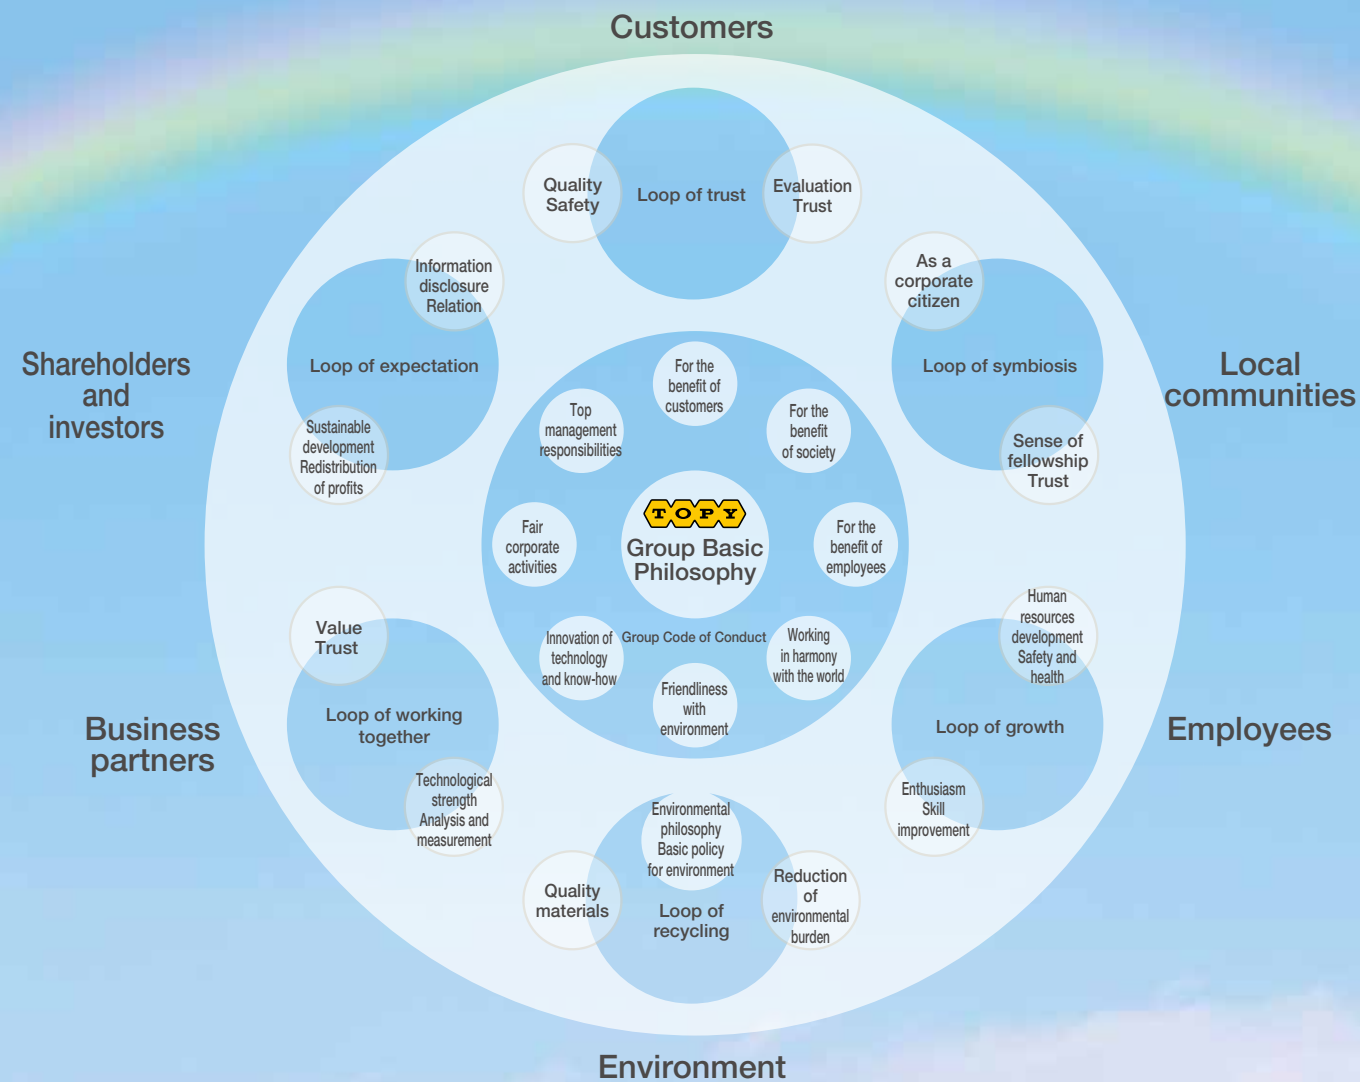 Customers
Quality
Safety
Loop of trust
Evaluation
Trust
Information
disclosure
Relation
Loop of expectation
Sustainable
development
Redistribution
of profits
Shareholders
and
investors
As a
corporate
citizen
Loop of symbiosis
Sense of
fellowship
Trust
Local
communities
For the
benefit of
customers
Top
management
responsibilities
For the
benefit
of society
Fair
corporate
activities
TOPY
Group Basic
Philosophy
For the
benefit of
employees
Innovation of
technology
and know-how
Group Code of Conduct
Working
in harmony
with the world
Friendliness
with
environment
Value
Trust
Loop of working
together
Technological
strength
Analysis and
measurement
Business
partners
Human
resources
development
Safety and
health
Loop of growth
Enthusiasm
Skill
improvement
Employees
Environmental
philosophy
Basic policy
for environment
Quality
materials
Loop of
recycling
Reduction
of
environmental
burden
Environment